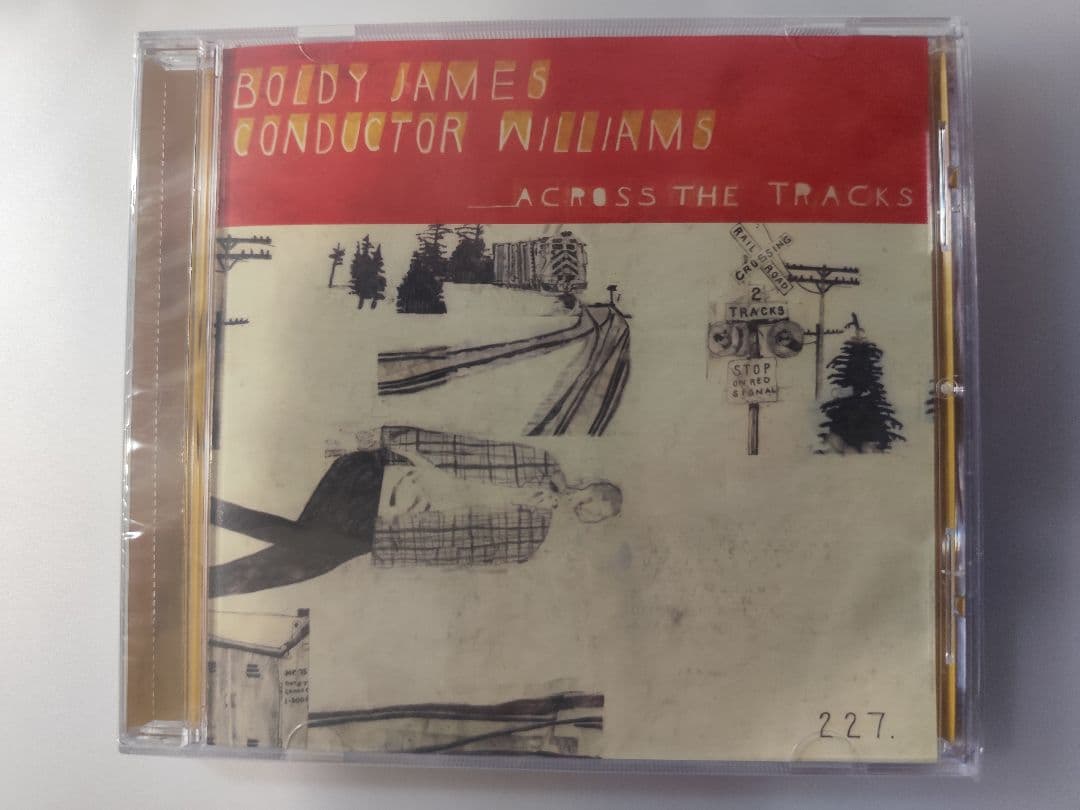 BOLDY JAMES
CONDUCTOR WILLIAMS
ACROSS THE TRACKS
RAIL ROAD
CROSSING
2
TRACKS
STOP
ON RED
SIGNAL
227.